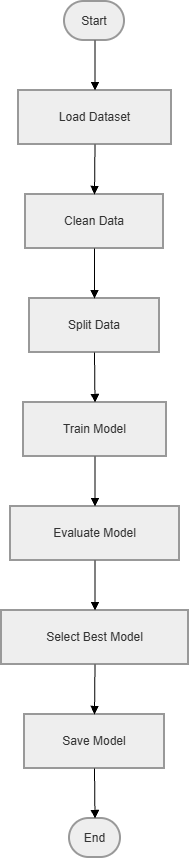 Start
Load Dataset
Clean Data
Split Data
Train Model
Evaluate Model
Select Best Model
Save Model
End